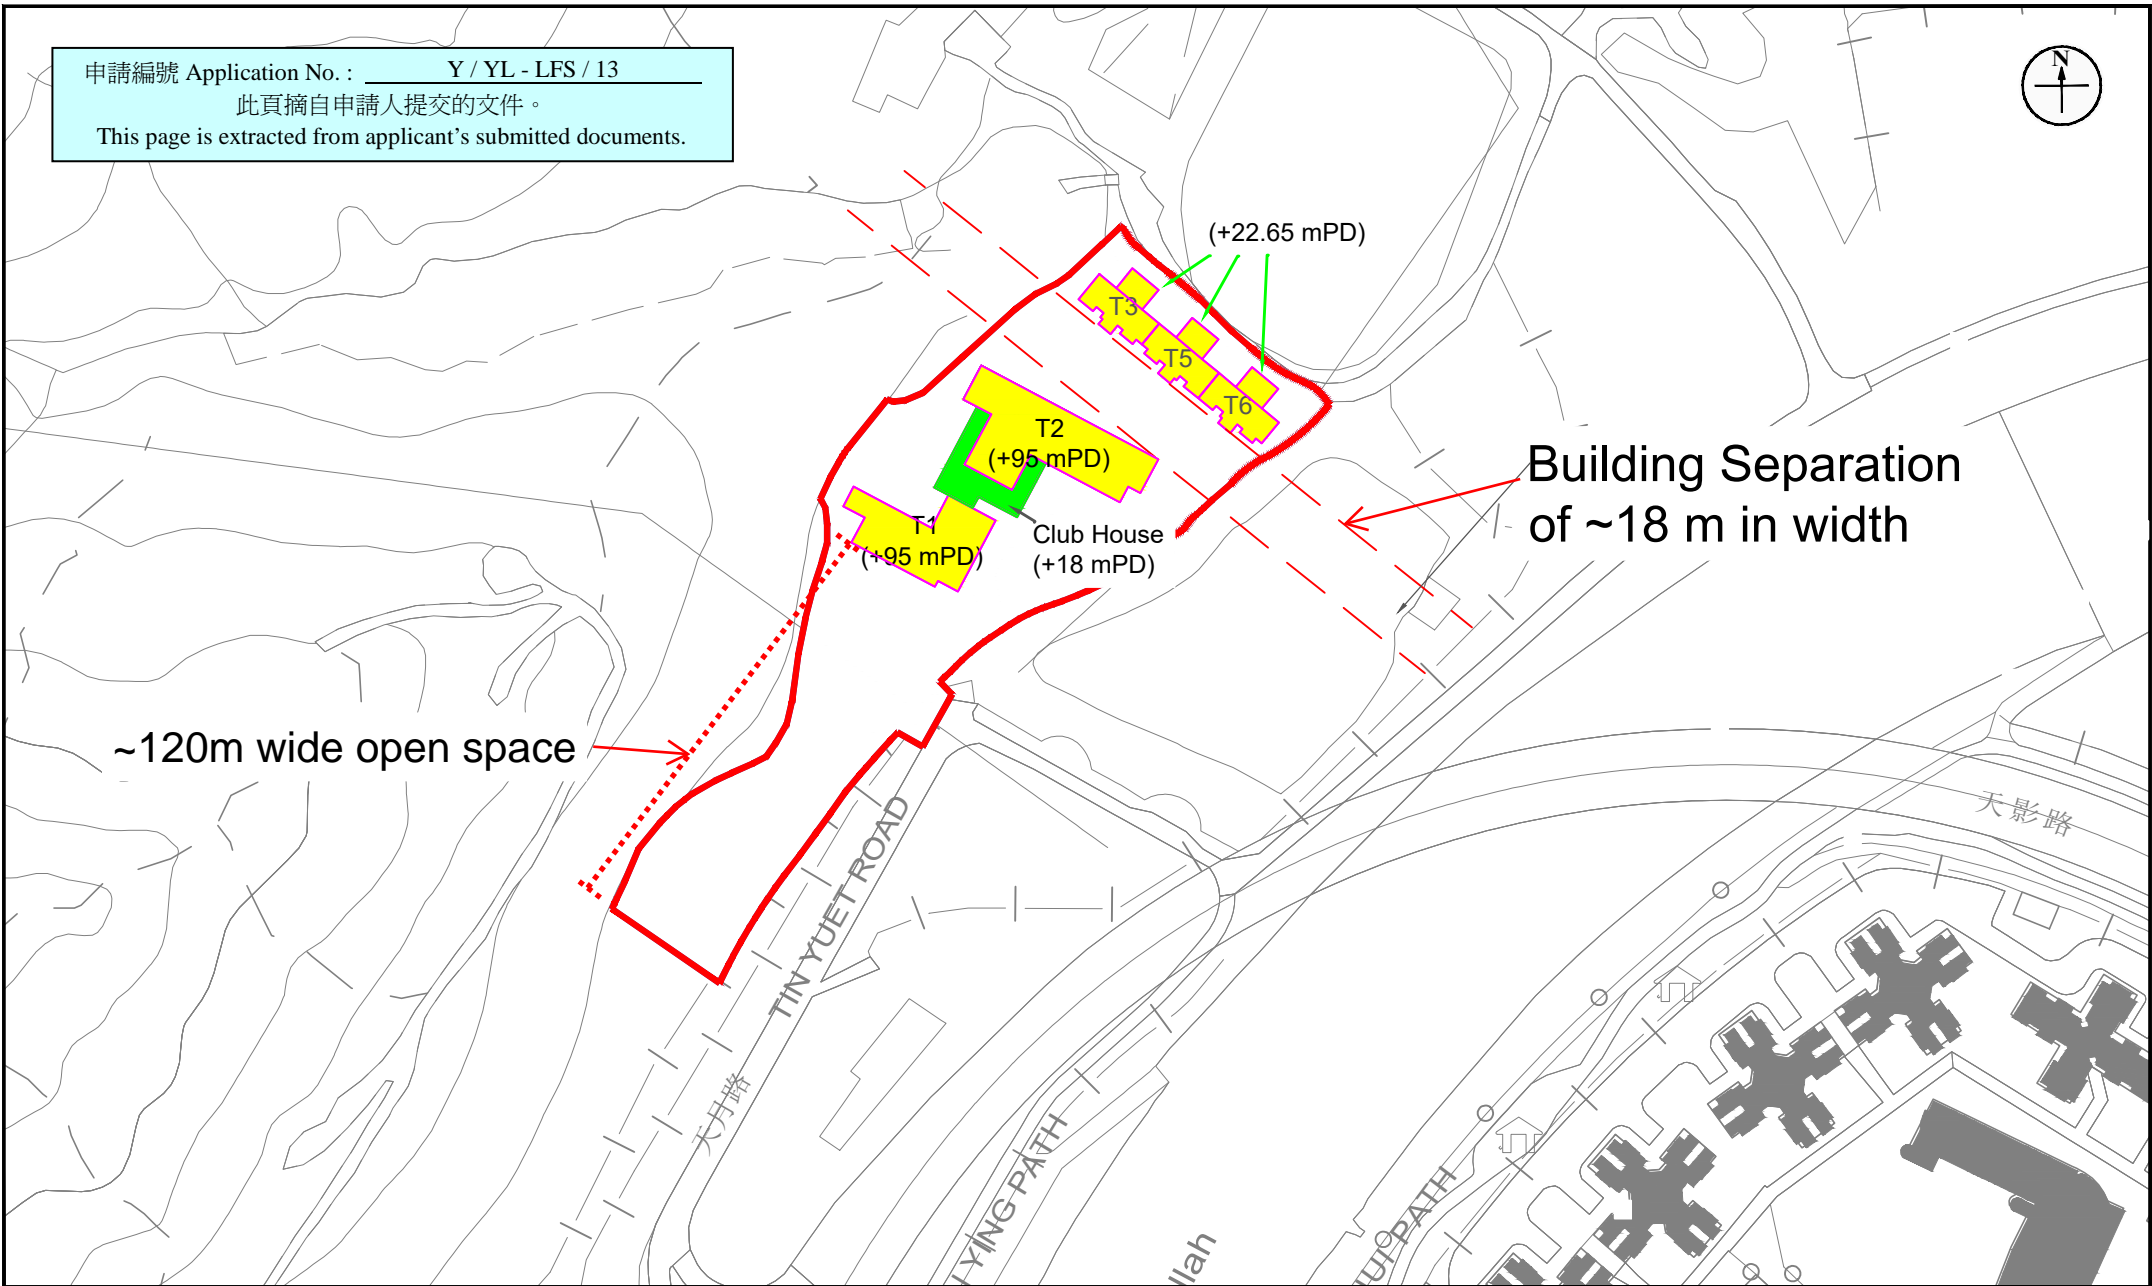 申請編號 Application No. : Y / YL - LFS / 13
此頁摘自申請人提交的文件。
This page is extracted from applicant's submitted documents.
N
(+22.65 mPD)
T3
T5
T6
T2
(+95 mPD)
T1
(+95 mPD)
Club House
(+18 mPD)
Building Separation
of ~18 m in width
~120m wide open space
TIN YUET ROAD
天月路
天影路
YING PATH
UI PATH
llah